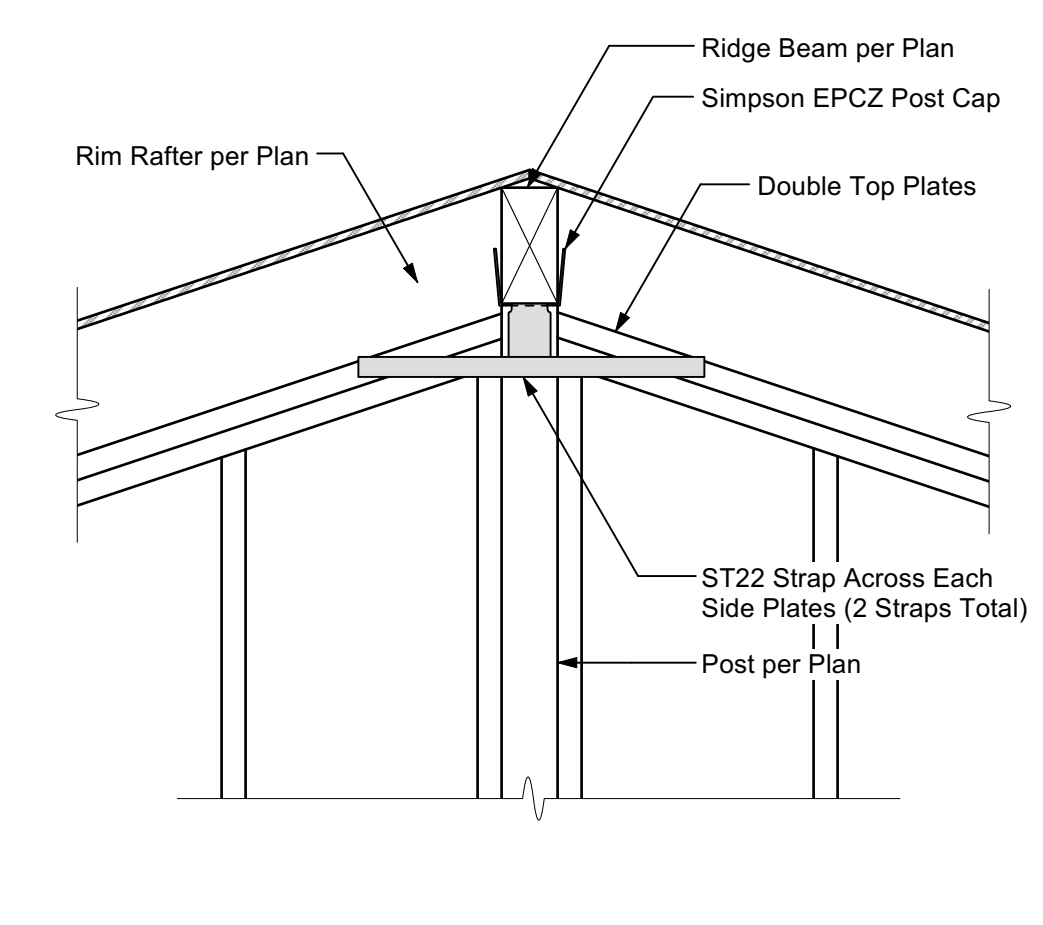 Ridge Beam per Plan
Simpson EPCZ Post Cap
Rim Rafter per Plan
Double Top Plates
ST22 Strap Across Each
Side Plates (2 Straps Total)
Post per Plan